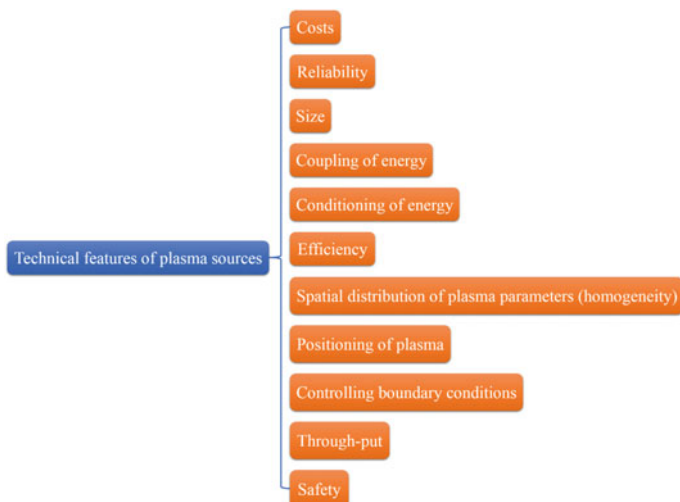 Costs
Reliability
Size
Coupling of energy
Conditioning of energy
Technical features of plasma sources
Efficiency
Spatial distribution of plasma parameters (homogeneity)
Positioning of plasma
Controlling boundary conditions
Through-put
Safety